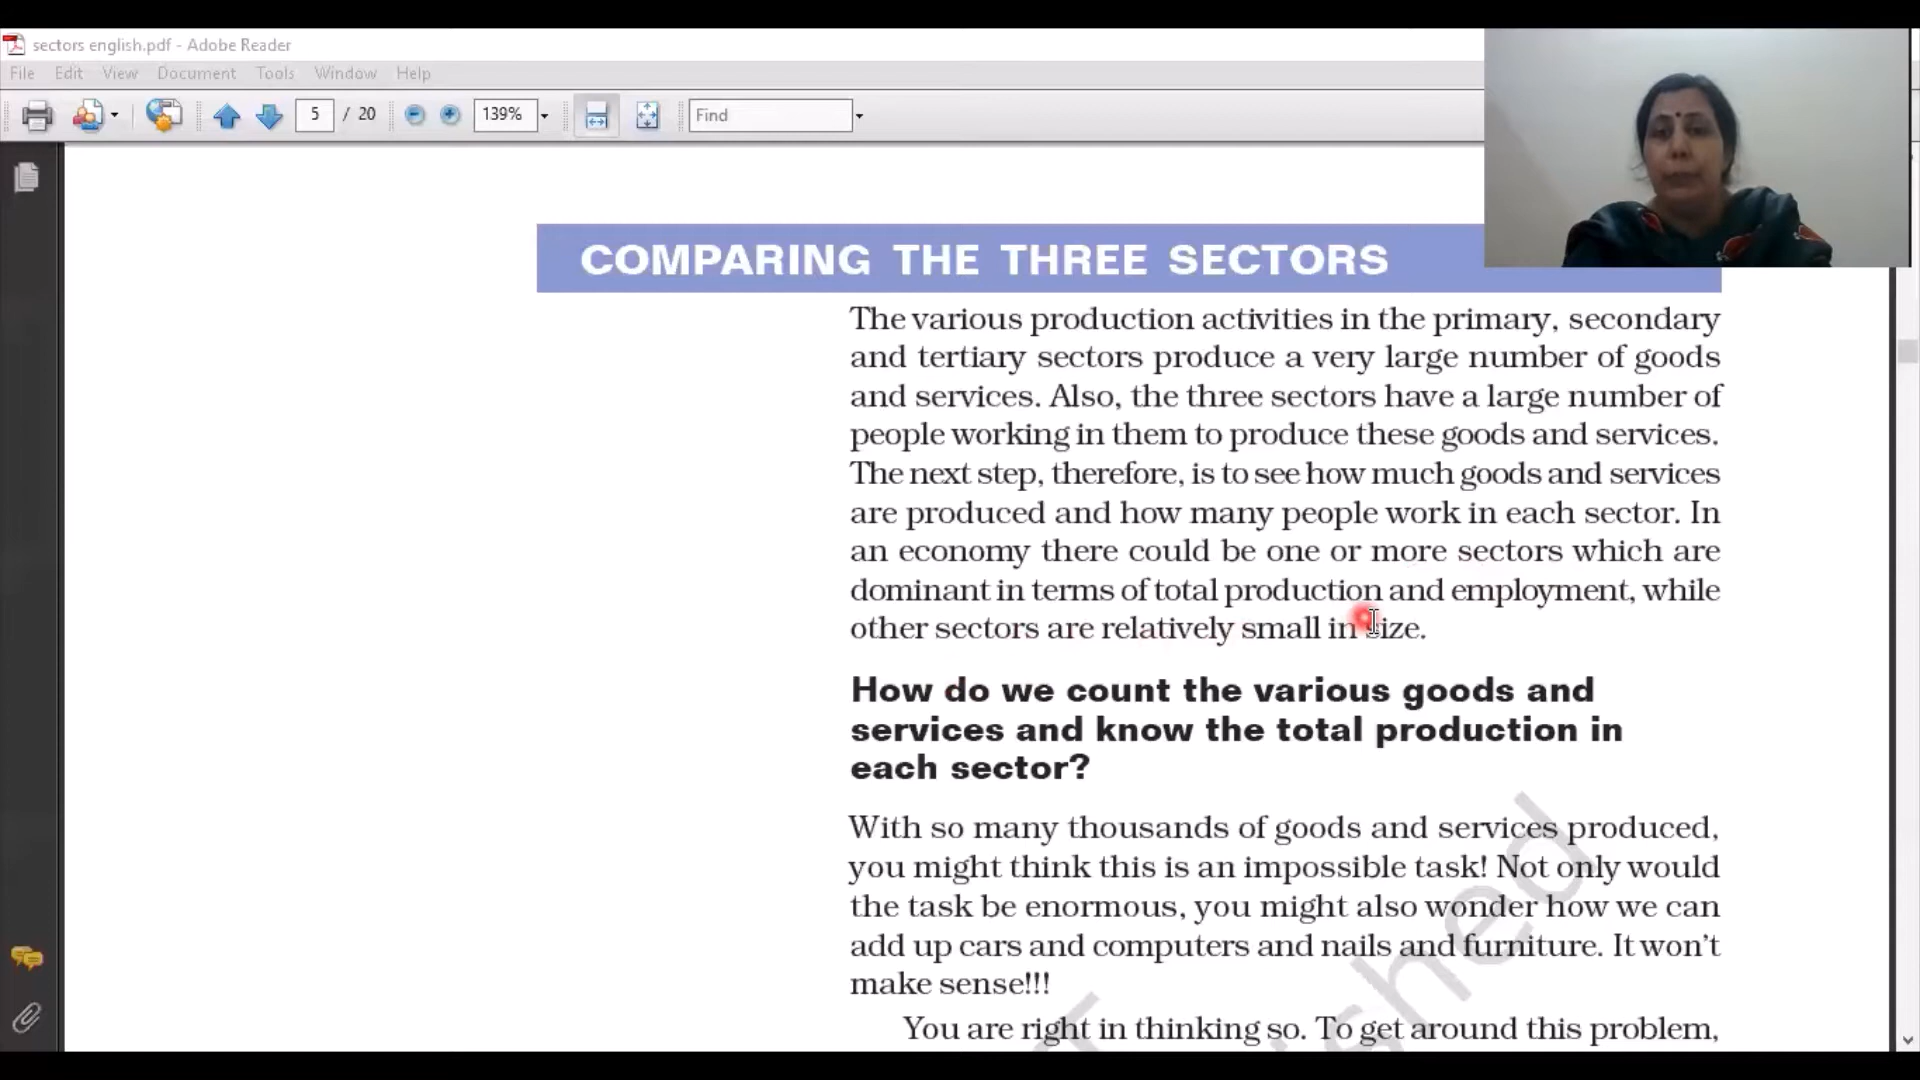 sectors english.pdf - Adobe Reader
File Edit View Document Tools Window Help
5 / 20 139% Find
COMPARING THE THREE SECTORS
The various production activities in the primary, secondary
and tertiary sectors produce a very large number of goods
and services. Also, the three sectors have a large number of
people working in them to produce these goods and services.
The next step, therefore, is to see how much goods and services
are produced and how many people work in each sector. In
an economy there could be one or more sectors which are
dominant in terms of total production and employment, while
other sectors are relatively small in size.
How do we count the various goods and
services and know the total production in
each sector?
With so many thousands of goods and services produced,
you might think this is an impossible task! Not only would
the task be enormous, you might also wonder how we can
add up cars and computers and nails and furniture. It won't
make sense!!!
You are right in thinking so. To get around this problem,